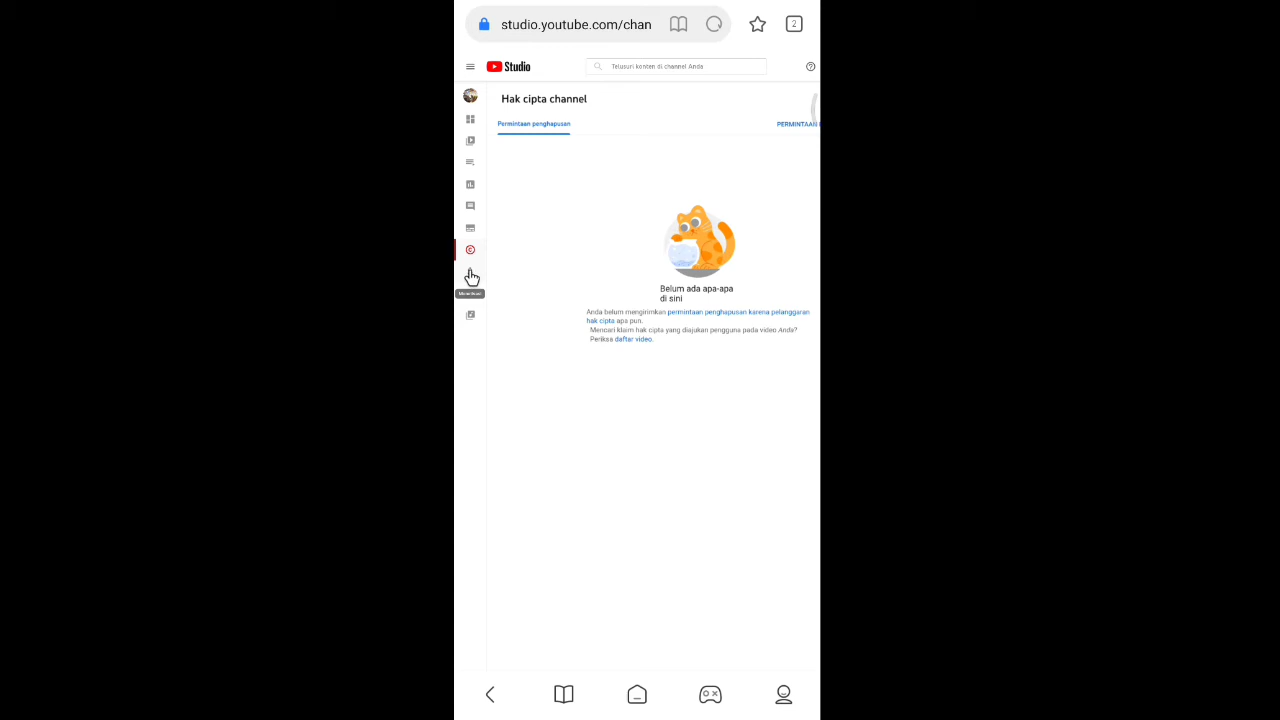 studio.youtube.com/chan
2
Studio
Telusuri konten di channel Anda
Hak cipta channel
Permintaan penghapusan
PERMINTAAN
Belum ada apa-apa
di sini
Anda belum mengirimkan permintaan penghapusan karena pelanggaran
hak cipta apa pun.
Mencari klaim hak cipta yang diajukan pengguna pada video Anda?
Periksa daftar video.